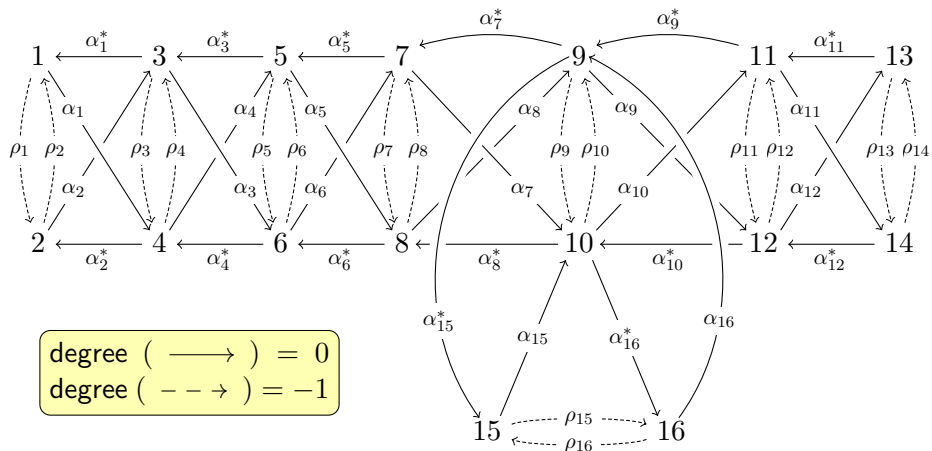 α₇* α₉*
1 α₁* 3 α₃* 5 α₅* 7 9 11 α₁₁* 13
α₁ α₄ α₅ α₈ α₉ α₁₁
ρ₁ ρ₂ ρ₃ ρ₄ ρ₅ ρ₆ ρ₇ ρ₈ ρ₉ ρ₁₀ ρ₁₁ ρ₁₂ ρ₁₃ ρ₁₄
α₂ α₃ α₆ α₇ α₁₀ α₁₂
2 α₂* 4 α₄* 6 α₆* 8 α₈* 10 α₁₀* 12 α₁₂* 14
α₁₅* α₁₅ α₁₆* α₁₆
degree ( ⟶ ) = 0
degree ( ⇢ ) = −1
15 ρ₁₅ 16
ρ₁₆